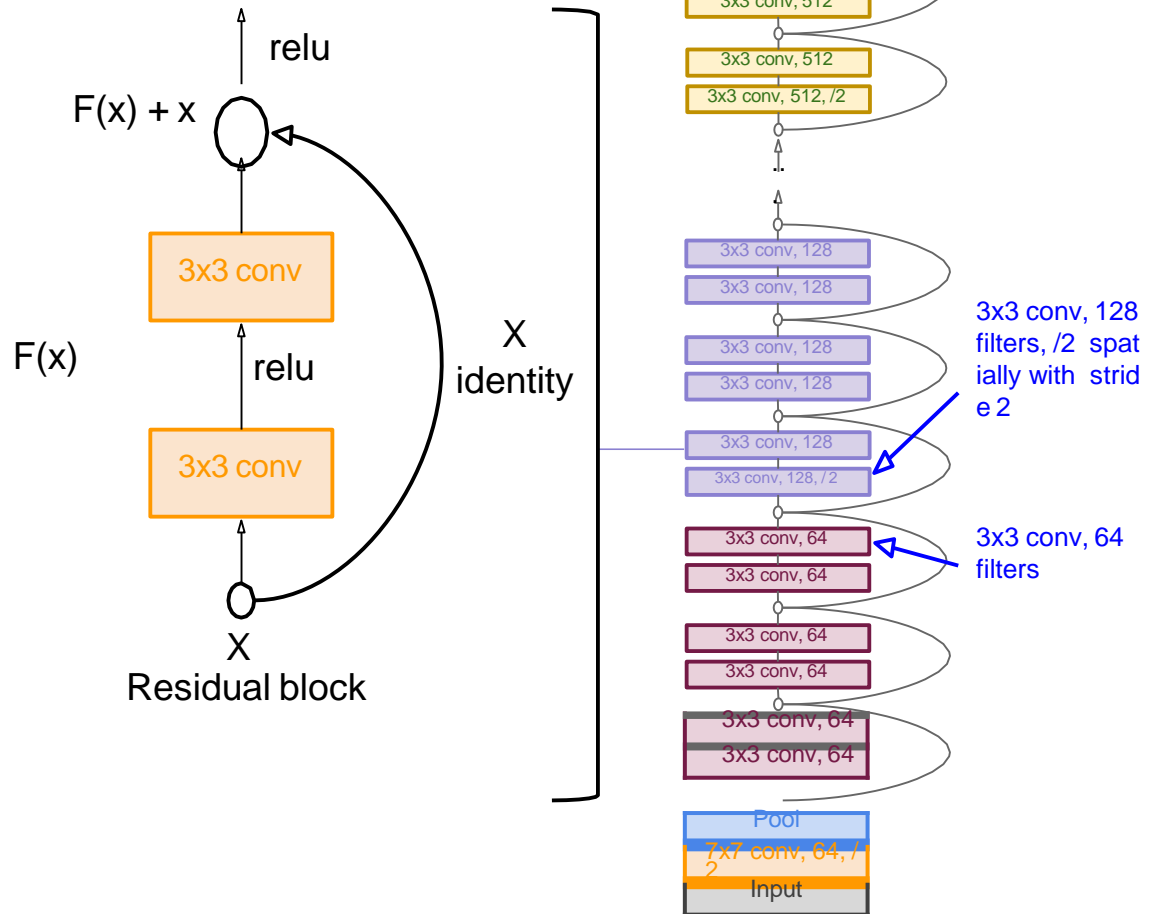 relu
F(x) + x
3x3 conv
F(x)
relu
X
identity
3x3 conv
X
Residual block
3x3 conv, 512
3x3 conv, 512
3x3 conv, 512, /2
..
.
3x3 conv, 128
3x3 conv, 128
3x3 conv, 128
3x3 conv, 128
3x3 conv, 128
3x3 conv, 128, / 2
3x3 conv, 64
3x3 conv, 64
3x3 conv, 64
3x3 conv, 64
3x3 conv, 64
3x3 conv, 64
Pool
7x7 conv, 64, /
2
Input
3x3 conv, 128
filters, /2 spat
ially with strid
e 2
3x3 conv, 64
filters